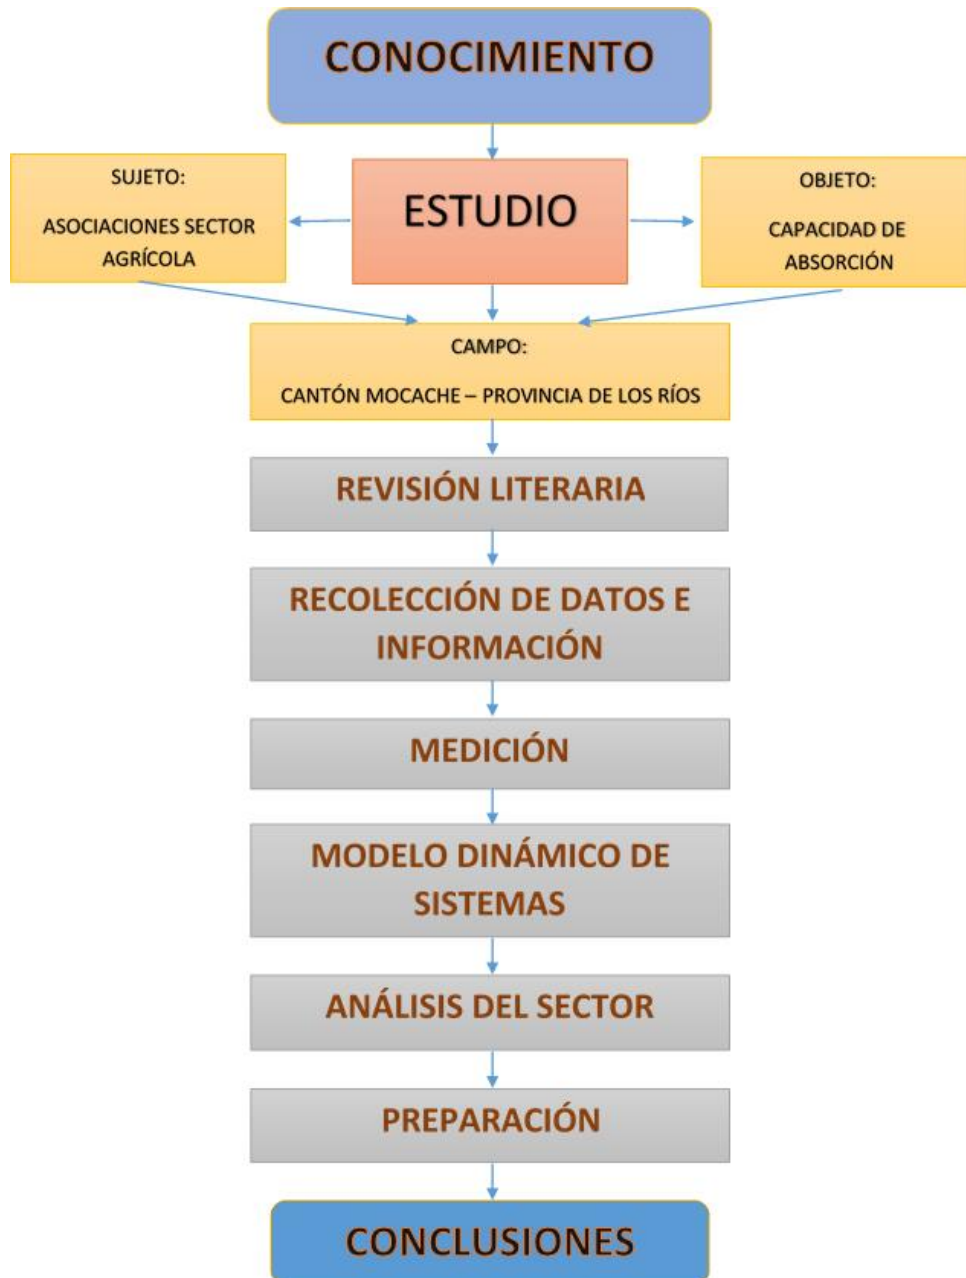 CONOCIMIENTO
SUJETO:
ASOCIACIONES SECTOR
AGRÍCOLA
ESTUDIO
OBJETO:
CAPACIDAD DE
ABSORCIÓN
CAMPO:
CANTÓN MOCACHE – PROVINCIA DE LOS RÍOS
REVISIÓN LITERARIA
RECOLECCIÓN DE DATOS E
INFORMACIÓN
MEDICIÓN
MODELO DINÁMICO DE
SISTEMAS
ANÁLISIS DEL SECTOR
PREPARACIÓN
CONCLUSIONES